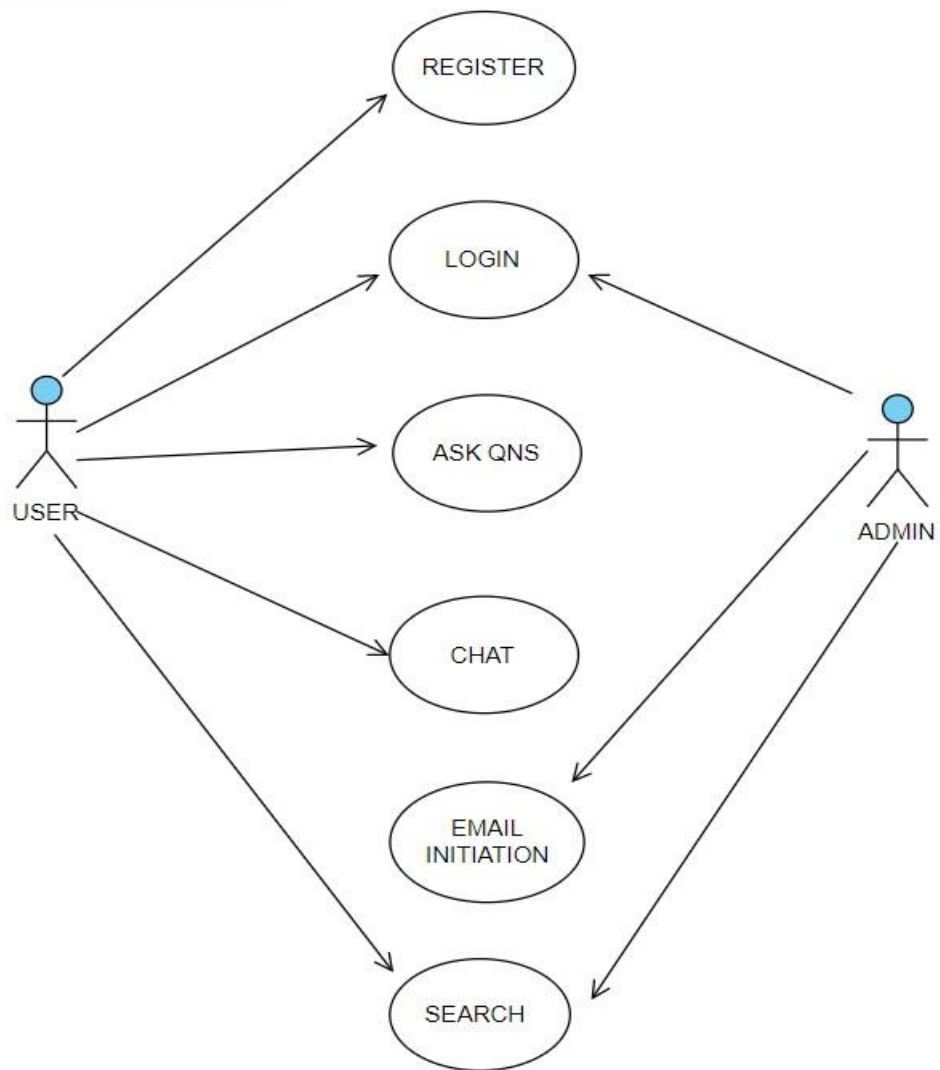 REGISTER
LOGIN
ASK QNS
USER
ADMIN
CHAT
EMAIL
INITIATION
SEARCH